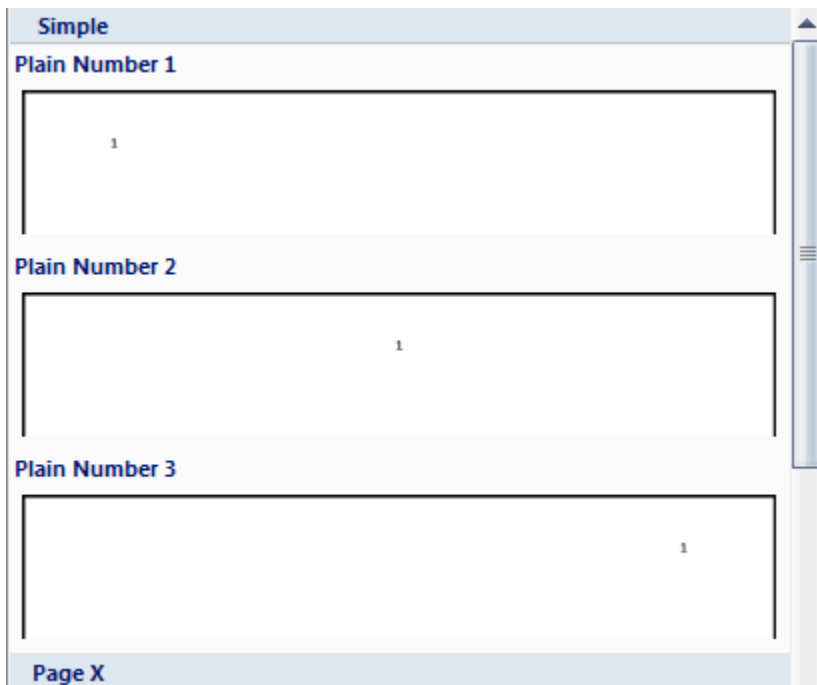 Simple
Plain Number 1
1
Plain Number 2
1
Plain Number 3
1
Page X